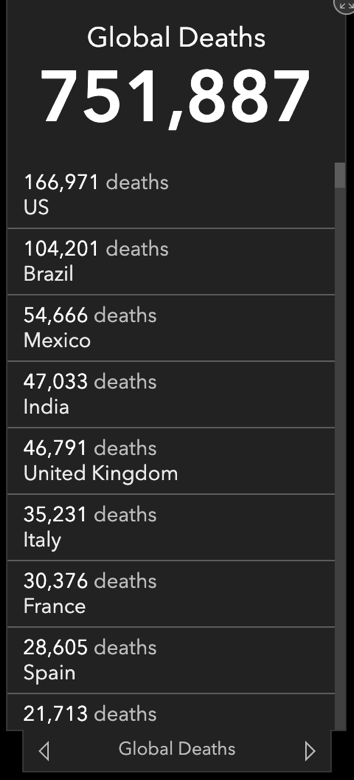 Global Deaths
751,887
166,971 deaths
US
104,201 deaths
Brazil
54,666 deaths
Mexico
47,033 deaths
India
46,791 deaths
United Kingdom
35,231 deaths
Italy
30,376 deaths
France
28,605 deaths
Spain
21,713 deaths
Global Deaths